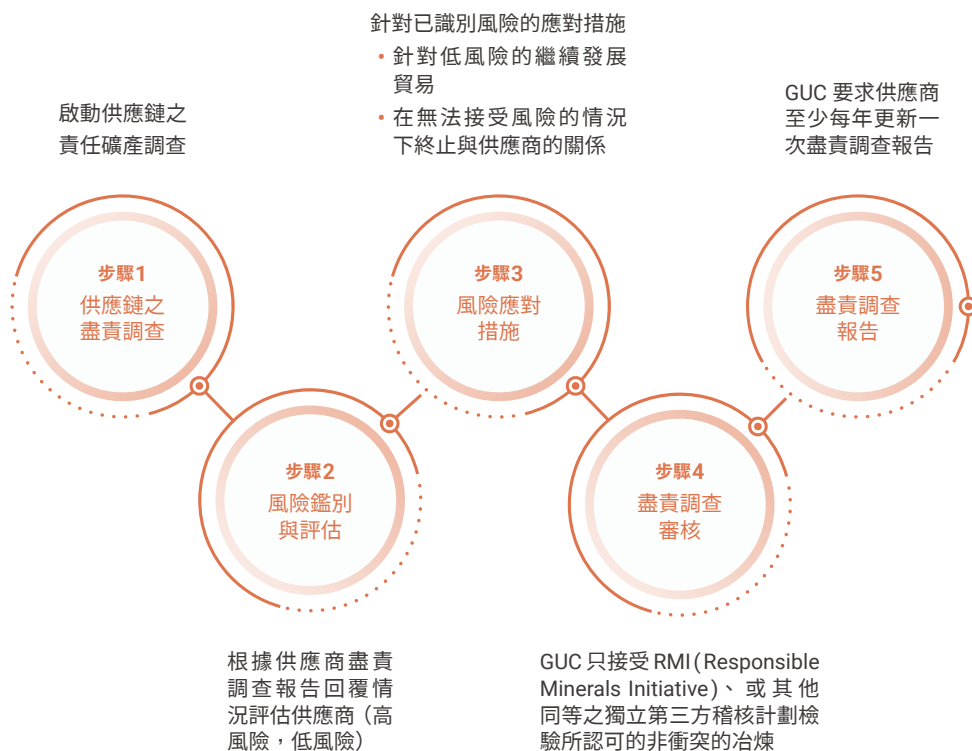 啟動供應鏈之
責任礦產調查
步驟1
供應鏈之
盡責調查
步驟2
風險鑑別
與評估
根據供應商盡責
調查報告回覆情
況評估供應商（高
風險，低風險）
針對已識別風險的應對措施
• 針對低風險的繼續發展
貿易
• 在無法接受風險的情況
下終止與供應商的關係
步驟3
風險應對
措施
步驟4
盡責調查
審核
GUC 只接受 RMI（Responsible
Minerals Initiative）、或其他
同等之獨立第三方稽核計劃檢
驗所認可的非衝突的冶煉
GUC 要求供應商
至少每年更新一
次盡責調查報告
步驟5
盡責調查
報告